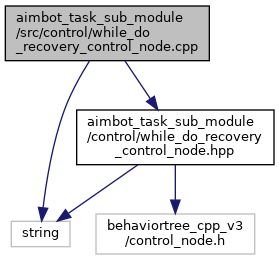 aimbot_task_sub_module
/src/control/while_do
_recovery_control_node.cpp
aimbot_task_sub_module
/control/while_do_recovery
_control_node.hpp
string
behaviortree_cpp_v3
/control_node.h